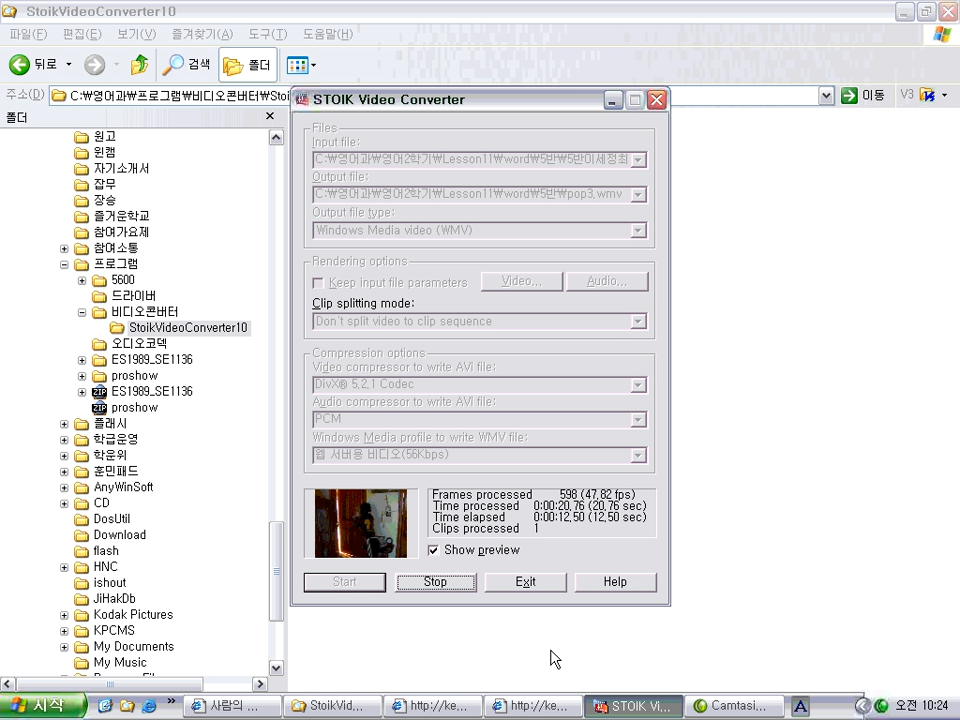 StoikVideoConverter10
파일(F) 편집(E) 보기(V) 즐겨찾기(A) 도구(T) 도움말(H)
뒤로 검색 폴더
주소(D) C:₩영어과₩프로그램₩비디오콘버터₩Stoi 이동 V3
폴더
원고
윈캠
자기소개서
잡무
장승
즐거운학교
참여가요제
참여소통
프로그램
5600
드라이버
비디오콘버터
StoikVideoConverter10
오디오코덱
ES1989_SE1136
proshow
ES1989_SE1136
proshow
플래시
학급운영
학운위
훈민패드
AnyWinSoft
CD
DosUtil
Download
flash
HNC
ishout
JiHakDb
Kodak Pictures
KPCMS
My Documents
My Music
STOIK Video Converter
Files
Input file:
C:₩영어과₩영어2학기₩Lesson11₩word₩5반₩5반이세정최
Output file:
C:₩영어과₩영어2학기₩Lesson11₩word₩5반₩pop3.wmv
Output file type:
Windows Media video (WMV)
Rendering options
Keep input file parameters Video... Audio...
Clip splitting mode:
Don't split video to clip sequence
Compression options
Video compressor to write AVI file:
DivX® 5.2.1 Codec
Audio compressor to write AVI file:
PCM
Windows Media profile to write WMV file:
웹 서버용 비디오(56Kbps)
Frames processed 598 (47,82 fps)
Time processed 0:00:20,76 (20,76 sec)
Time elapsed 0:00:12,50 (12,50 sec)
Clips processed 1
Show preview
Start Stop Exit Help
시작 사람의 ... StoikVid... http://ke... http://ke... STOIK Vi... Camtasi... A 오전 10:24